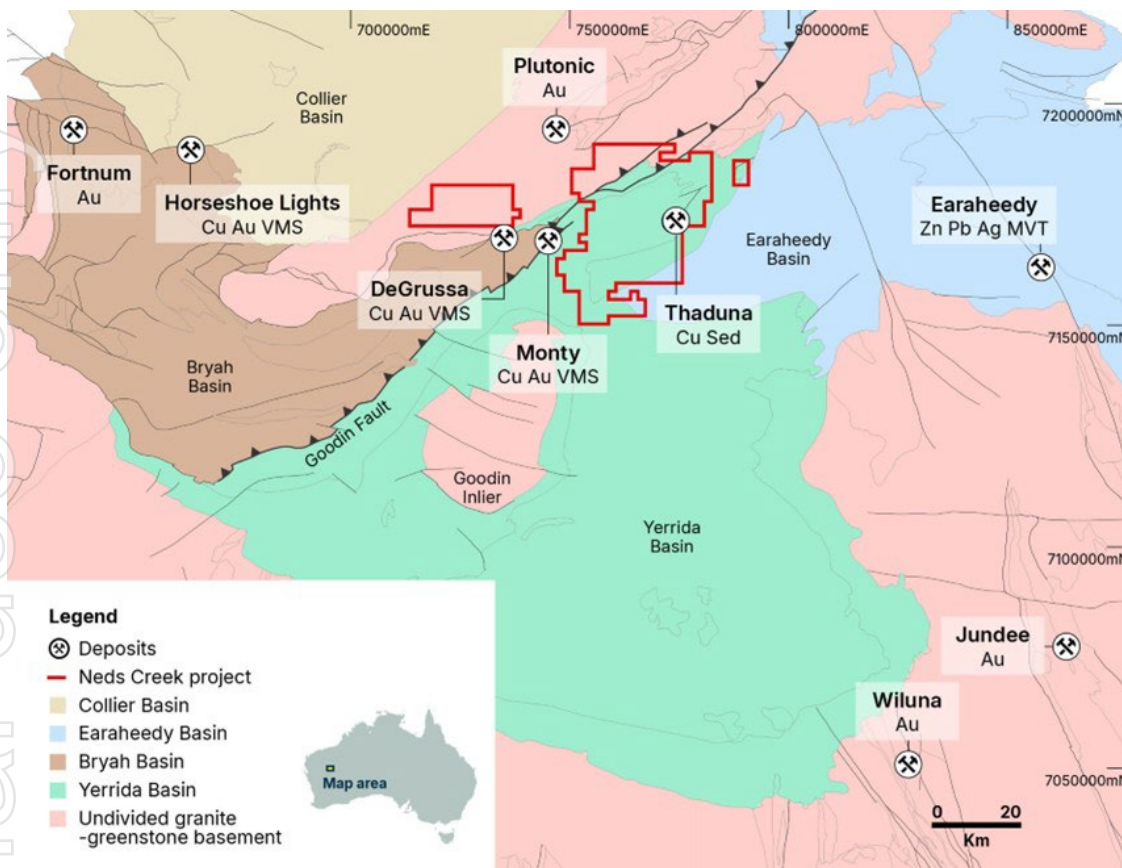 700000mE
750000mE
800000mE
850000mE
Plutonic
Au
Collier
Basin
7200000mN
Fortnum
Au
Horseshoe Lights
Cu Au VMS
Earaheedy
Zn Pb Ag MVT
Earaheedy
Basin
DeGrussa
Cu Au VMS
Thaduna
Cu Sed
Monty
Cu Au VMS
7150000mN
Bryah
Basin
Goodin Fault
Goodin
Inlier
Yerrida
Basin
7100000mN
Jundee
Au
Wiluna
Au
7050000mN
Legend
Deposits
Neds Creek project
Collier Basin
Earaheedy Basin
Bryah Basin
Yerrida Basin
Undivided granite
-greenstone basement
Map area
0 20
Km